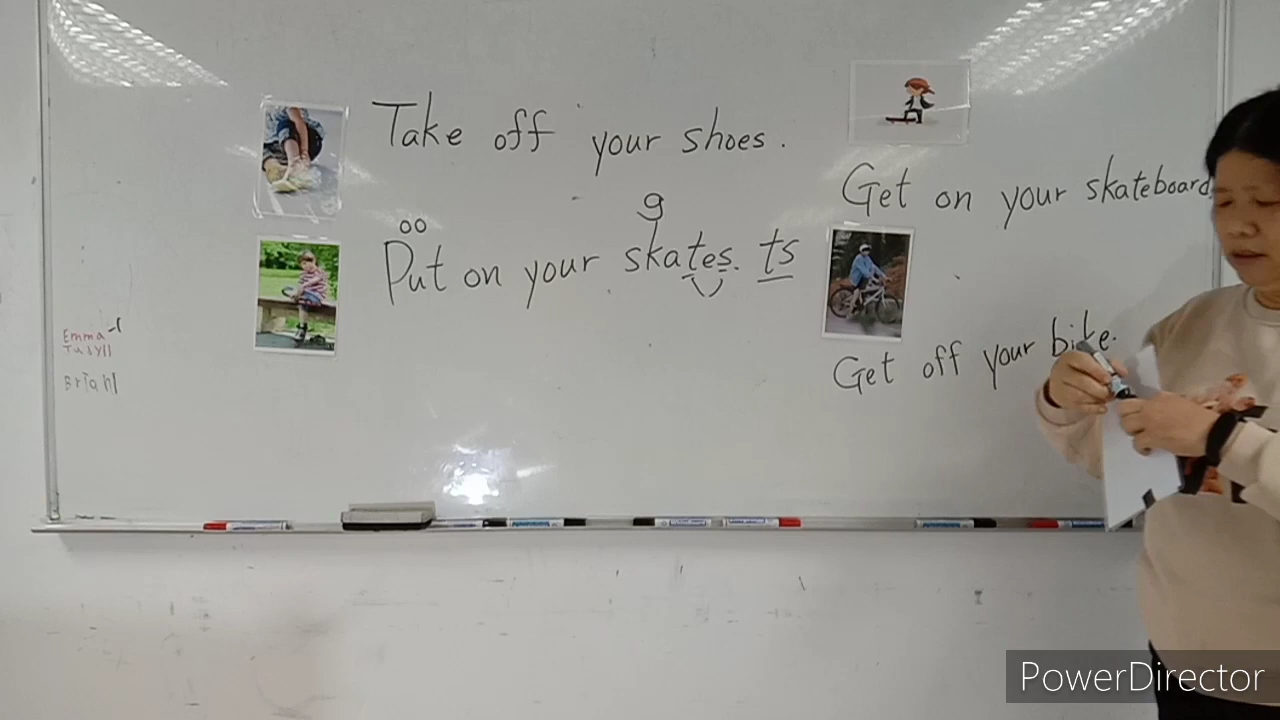 Take off your shoes.
g
oo
Put on your skates. ts
Get on your skateboard
Get off your bike.
Emma
Brian
PowerDirector